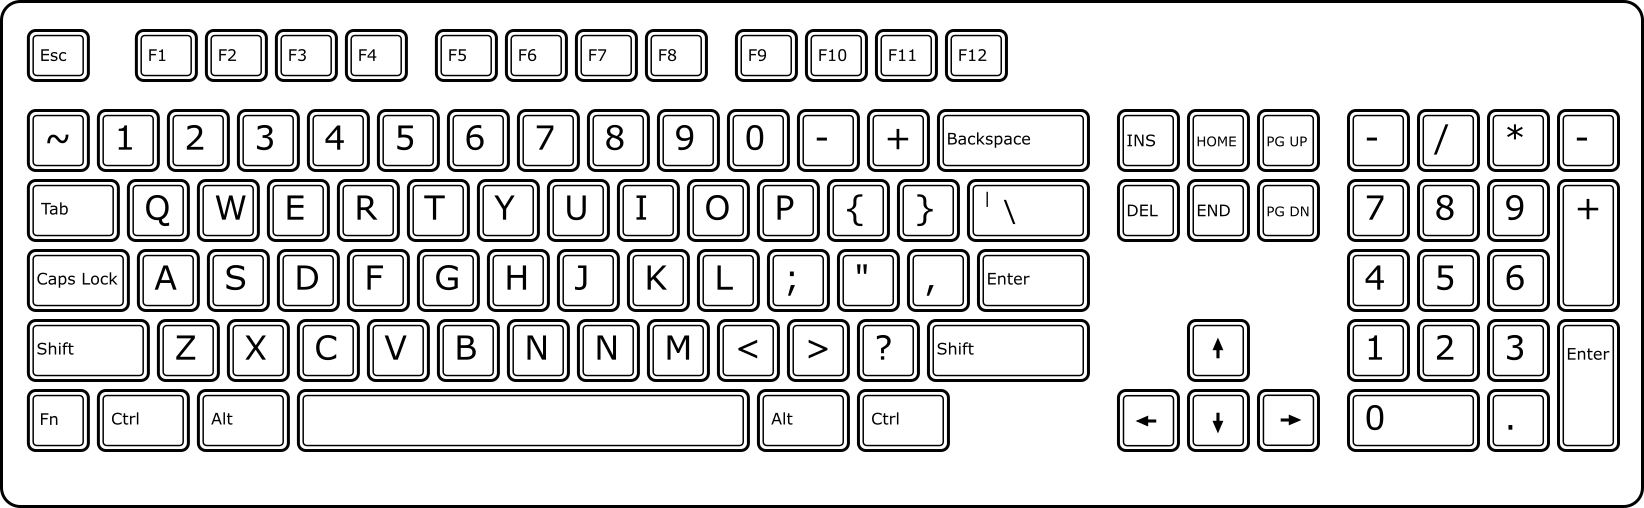 Esc F1 F2 F3 F4 F5 F6 F7 F8 F9 F10 F11 F12
~ 1 2 3 4 5 6 7 8 9 0 - + Backspace INS HOME PG UP - / * -
Tab Q W E R T Y U I O P { } | \ DEL END PG DN 7 8 9 +
Caps Lock A S D F G H J K L ; " , Enter 4 5 6
Shift Z X C V B N N M < > ? Shift 1 2 3 Enter
Fn Ctrl Alt Alt Ctrl 0 .